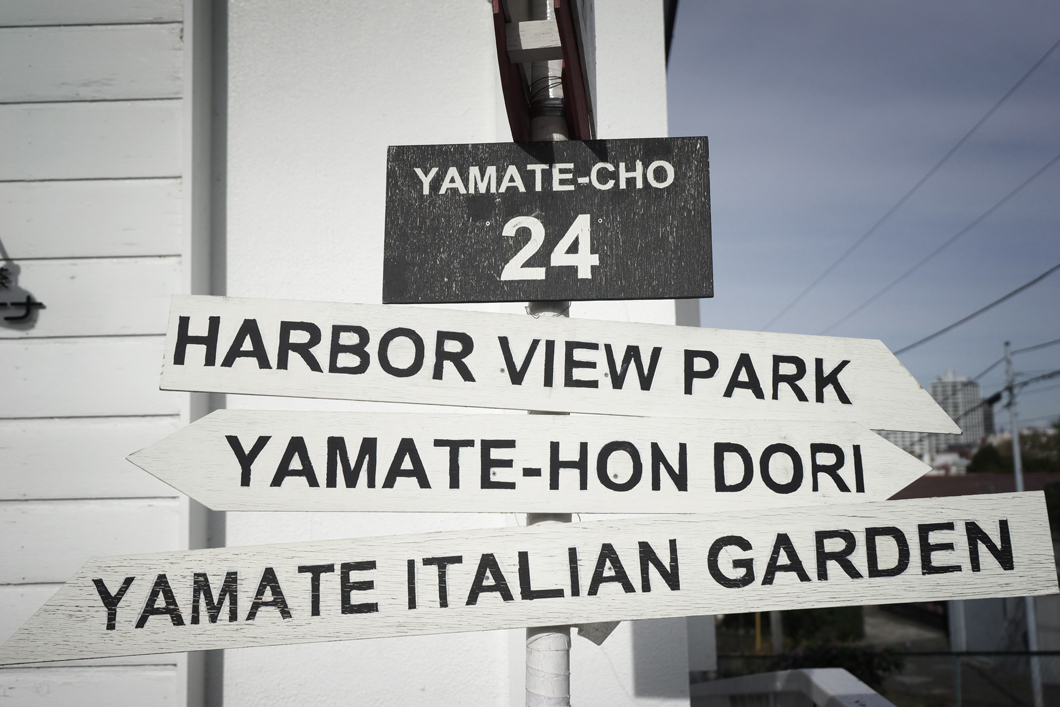 YAMATE-CHO
24
HARBOR VIEW PARK
YAMATE-HON DORI
YAMATE ITALIAN GARDEN